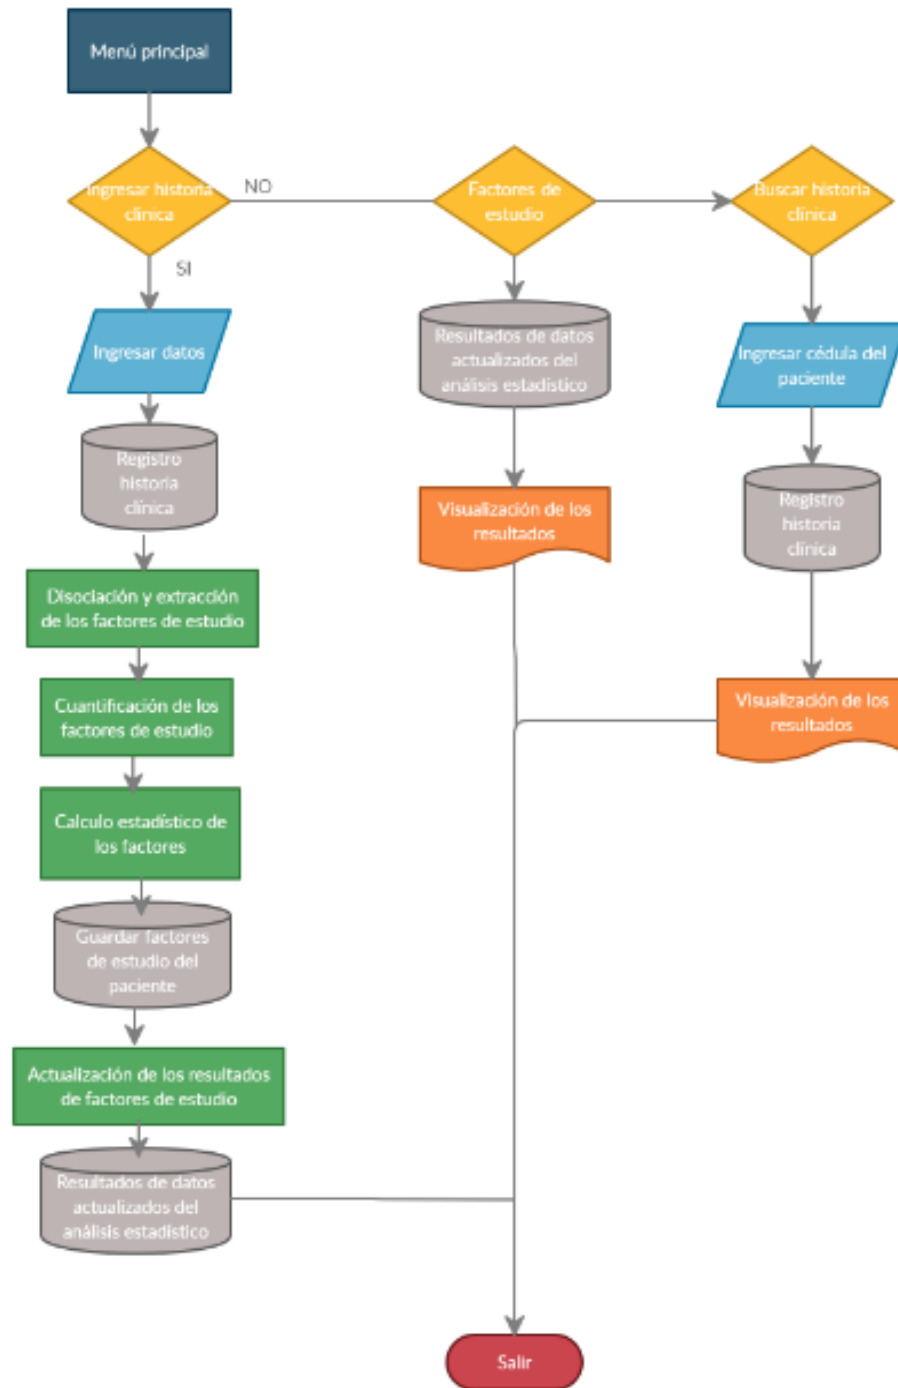 Menú principal
Ingresar historia
clínica
NO
SI
Factores de
estudio
Buscar historia
clínica
Ingresar datos
Registro
historia
clínica
Disociación y extracción
de los factores de estudio
Cuantificación de los
factores de estudio
Calculo estadístico de
los factores
Guardar factores
de estudio del
paciente
Actualización de los resultados
de factores de estudio
Resultados de datos
actualizados del
análisis estadístico
Resultados de datos
actualizados del
análisis estadístico
Visualización de los
resultados
Ingresar cédula del
paciente
Registro
historia
clínica
Visualización de los
resultados
Salir